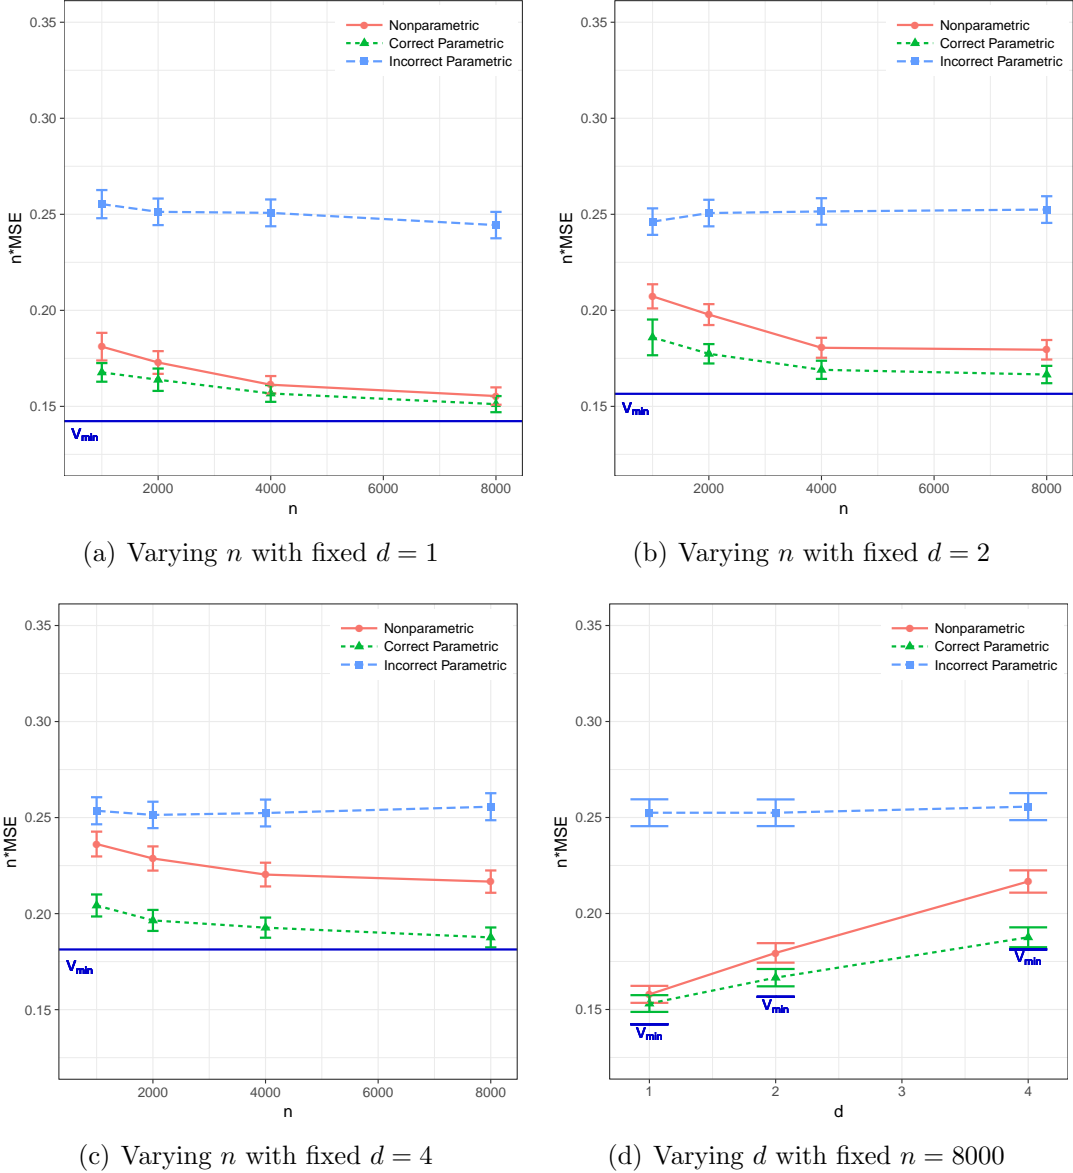 0.35
0.30
0.25
0.20
0.15
n*MSE
Nonparametric
Correct Parametric
Incorrect Parametric
Vmin
2000 4000 6000 8000
n
(a) Varying n with fixed d = 1
0.35
0.30
0.25
0.20
0.15
n*MSE
Nonparametric
Correct Parametric
Incorrect Parametric
Vmin
2000 4000 6000 8000
n
(b) Varying n with fixed d = 2
0.35
0.30
0.25
0.20
0.15
n*MSE
Nonparametric
Correct Parametric
Incorrect Parametric
Vmin
2000 4000 6000 8000
n
(c) Varying n with fixed d = 4
0.35
0.30
0.25
0.20
0.15
n*MSE
Nonparametric
Correct Parametric
Incorrect Parametric
Vmin
Vmin
Vmin
1 2 3 4
d
(d) Varying d with fixed n = 8000